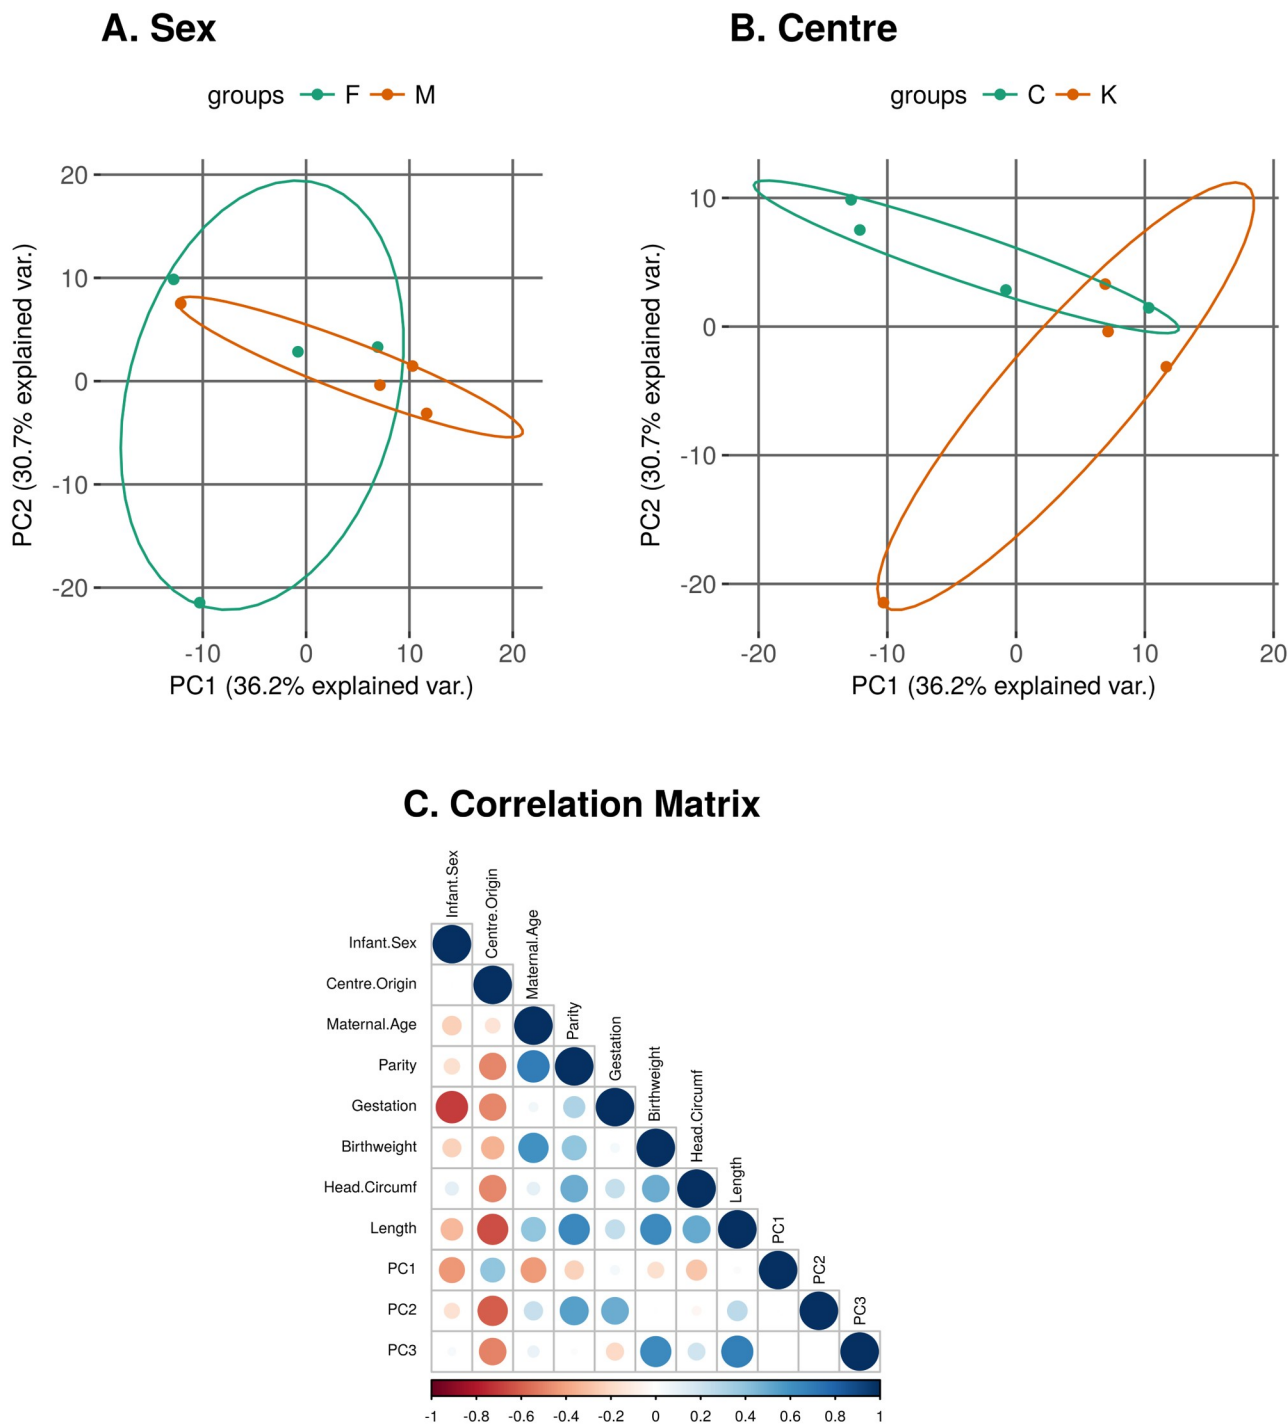 A. Sex
B. Centre
groups F M
groups C K
20
10
0
-10
-20
PC2 (30.7% explained var.)
-10 0 10 20
PC1 (36.2% explained var.)
10
0
-10
-20
PC2 (30.7% explained var.)
-20 -10 0 10 20
PC1 (36.2% explained var.)
C. Correlation Matrix
Infant.Sex
Centre.Origin
Maternal.Age
Parity
Gestation
Birthweight
Head.Circumf
Length
PC1
PC2
PC3
Infant.Sex
Centre.Origin
Maternal.Age
Parity
Gestation
Birthweight
Head.Circumf
Length
PC1
PC2
PC3
-1 -0.8 -0.6 -0.4 -0.2 0 0.2 0.4 0.6 0.8 1